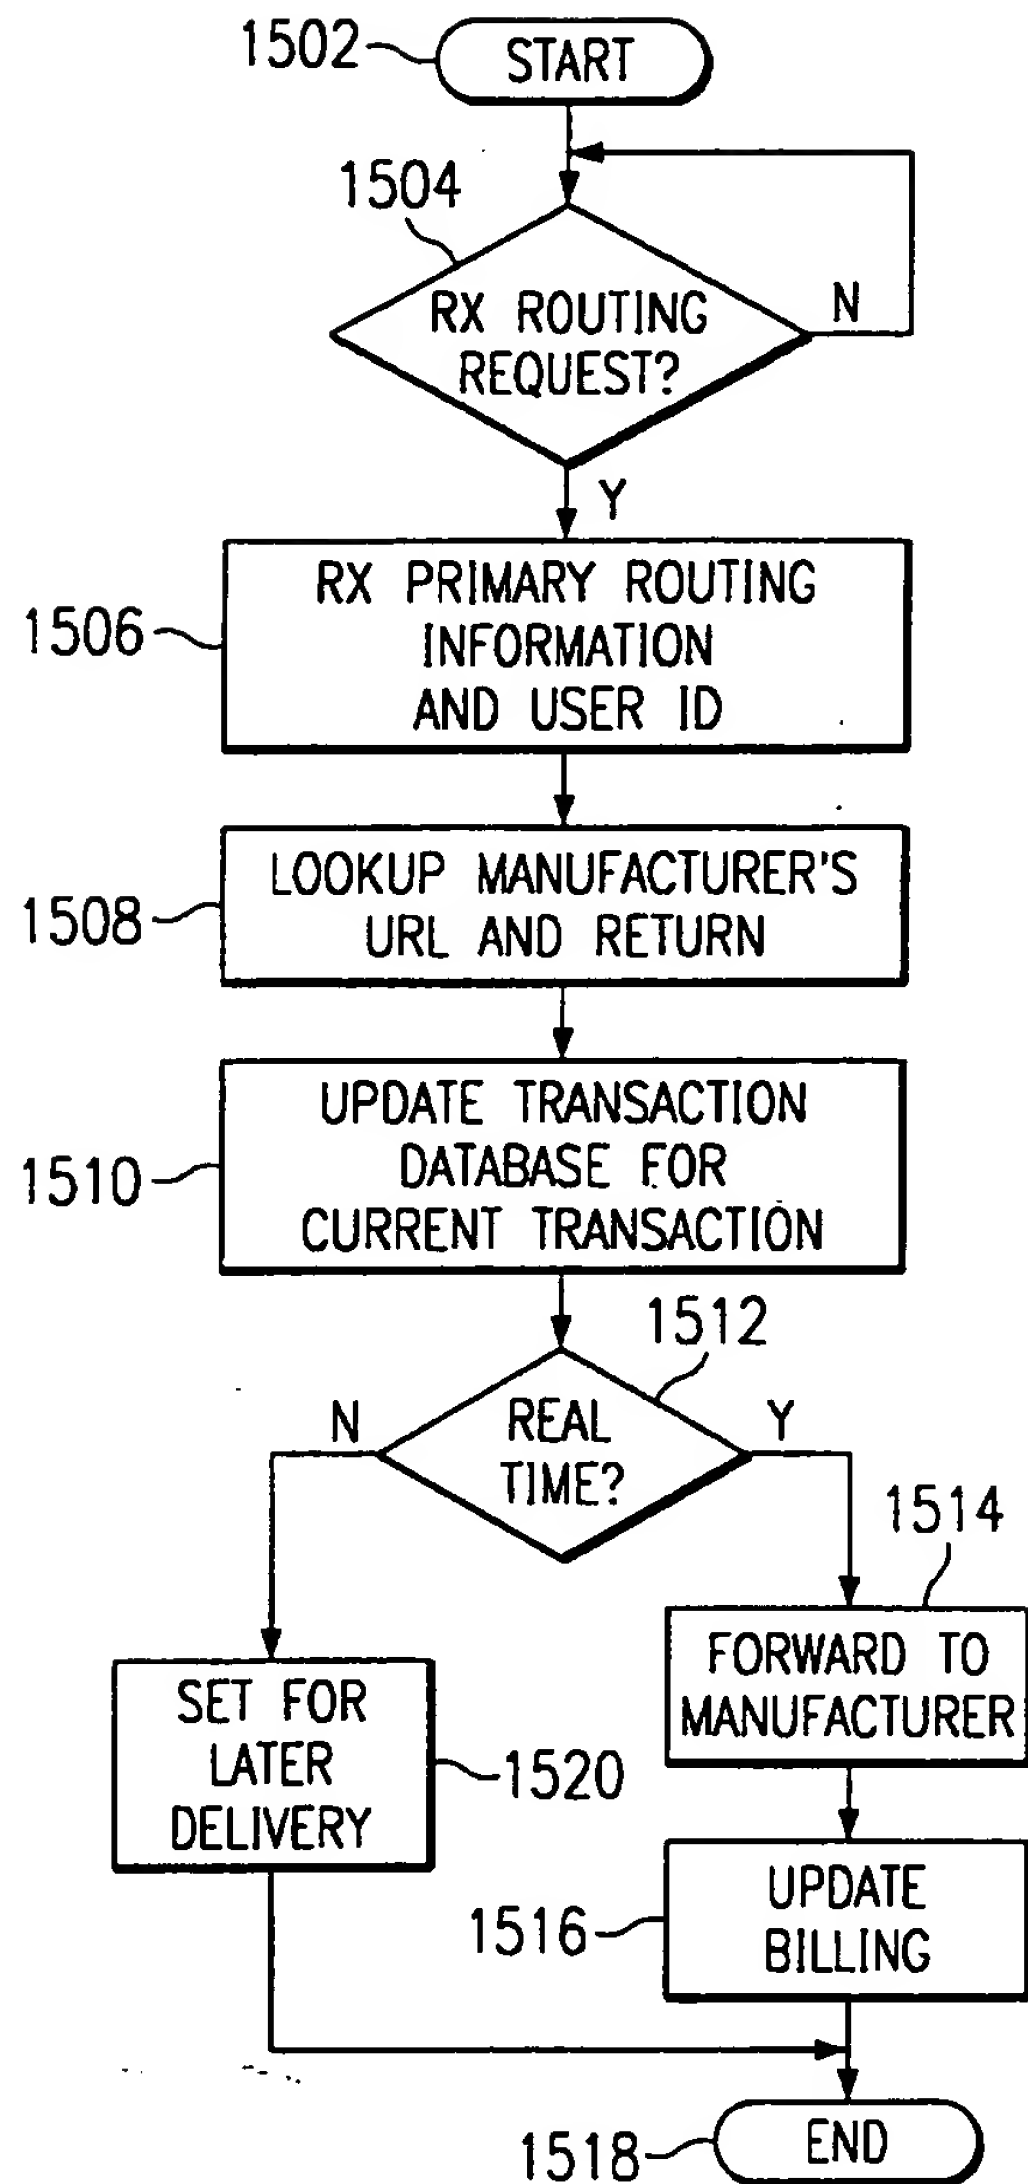 1502
START
1504
RX ROUTING
REQUEST?
N
Y
1506
RX PRIMARY ROUTING
INFORMATION
AND USER ID
1508
LOOKUP MANUFACTURER'S
URL AND RETURN
1510
UPDATE TRANSACTION
DATABASE FOR
CURRENT TRANSACTION
1512
REAL
TIME?
N
Y
1514
FORWARD TO
MANUFACTURER
SET FOR
LATER
DELIVERY
1520
1516
UPDATE
BILLING
1518
END